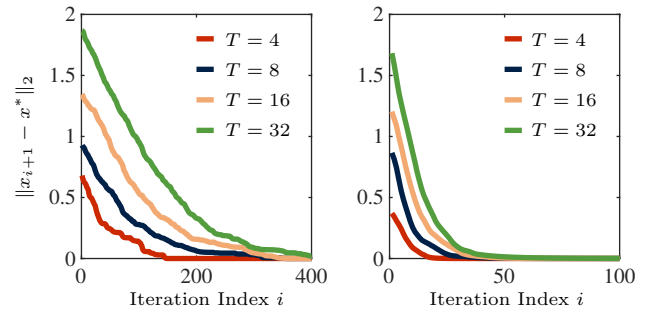 ‖x_{i+1} − x^*‖_2
2
1.5
1
0.5
0
0
200
400
Iteration Index i
T = 4
T = 8
T = 16
T = 32
2
1.5
1
0.5
0
0
50
100
Iteration Index i
T = 4
T = 8
T = 16
T = 32